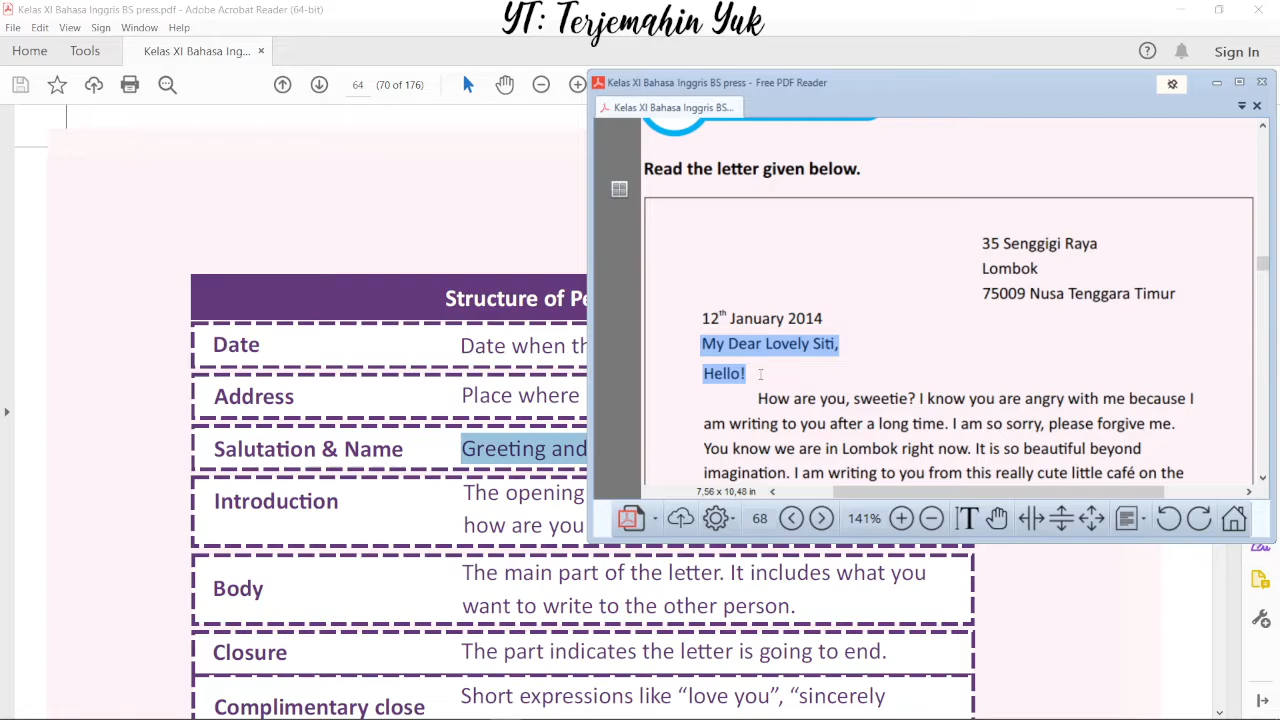 Kelas XI Bahasa Inggris BS press.pdf - Adobe Acrobat Reader (64-bit)
YT: Terjemahin Yuk
File Edit View Sign Window Help
Home Tools Kelas XI Bahasa Ing... × Sign In
64 (70 of 176)
Structure of Pe
Date
Date when th
Address
Place where
Salutation & Name
Greeting and
Introduction
The opening
how are you
Body
The main part of the letter. It includes what you
want to write to the other person.
Closure
The part indicates the letter is going to end.
Complimentary close
Short expressions like “love you”, “sincerely
Kelas XI Bahasa Inggris BS press - Free PDF Reader
Kelas XI Bahasa Inggris BS...
Read the letter given below.
35 Senggigi Raya
Lombok
75009 Nusa Tenggara Timur
12th January 2014
My Dear Lovely Siti,
Hello!
How are you, sweetie? I know you are angry with me because I
am writing to you after a long time. I am so sorry, please forgive me.
You know we are in Lombok right now. It is so beautiful beyond
imagination. I am writing to you from this really cute little café on the
7,56 x 10,48 in
68 141%